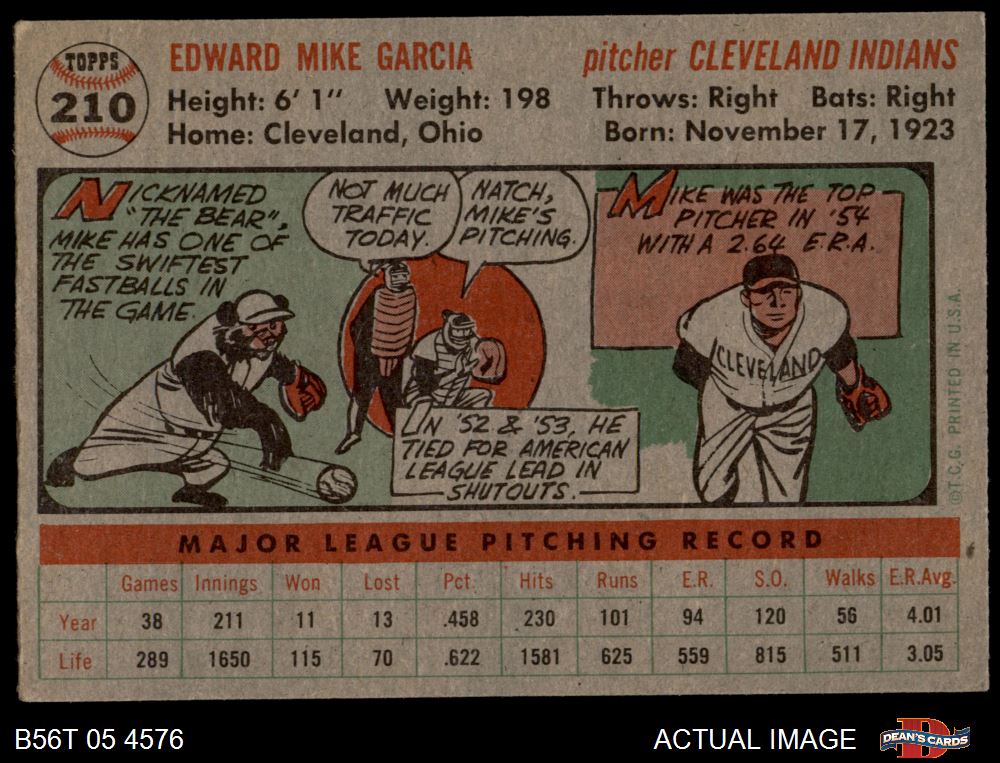 TOPPS
210
EDWARD MIKE GARCIA
pitcher CLEVELAND INDIANS
Height: 6' 1" Weight: 198 Throws: Right Bats: Right
Home: Cleveland, Ohio Born: November 17, 1923
NICKNAMED
"THE BEAR",
MIKE HAS ONE OF
THE SWIFTEST
FASTBALLS IN
THE GAME.
NOT MUCH
TRAFFIC
TODAY.
NATCH,
MIKE'S
PITCHING.
IN '52 & '53, HE
TIED FOR AMERICAN
LEAGUE LEAD IN
SHUTOUTS.
MIKE WAS THE TOP
PITCHER IN '54
WITH A 2.64 E.R.A.
CLEVELAND
©T.C.G. PRINTED IN U.S.A.
MAJOR LEAGUE PITCHING RECORD
Games Innings Won Lost Pct. Hits Runs E.R. S.O. Walks E.R.Avg.
Year 38 211 11 13 .458 230 101 94 120 56 4.01
Life 289 1650 115 70 .622 1581 625 559 815 511 3.05
B56T 05 4576
ACTUAL IMAGE
DEAN'S CARDS